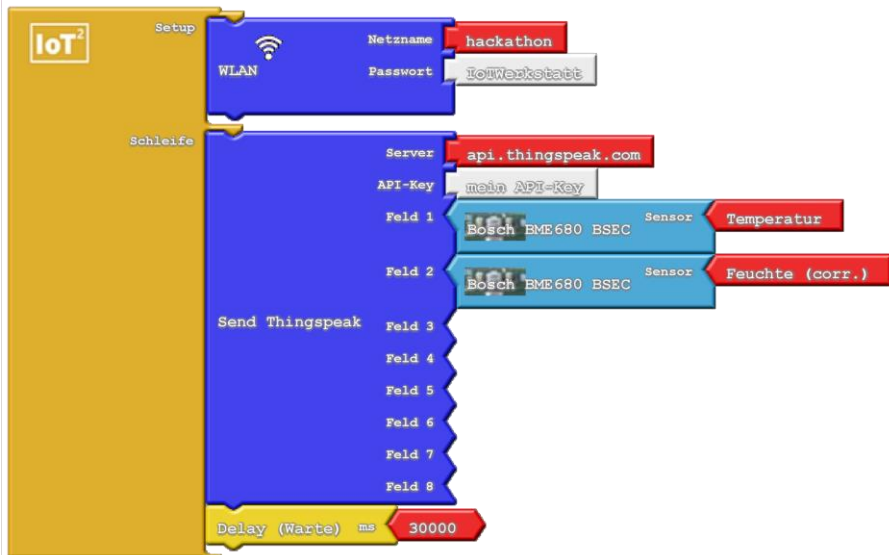 IoT²
Setup
WLAN
Netzname hackathon
Passwort IoTWerkstatt
Schleife
Send Thingspeak
Server api.thingspeak.com
API-Key mein API-Key
Feld 1 Bosch BME680 BSEC Sensor Temperatur
Feld 2 Bosch BME680 BSEC Sensor Feuchte (corr.)
Feld 3
Feld 4
Feld 5
Feld 6
Feld 7
Feld 8
Delay (Warte) ms 30000